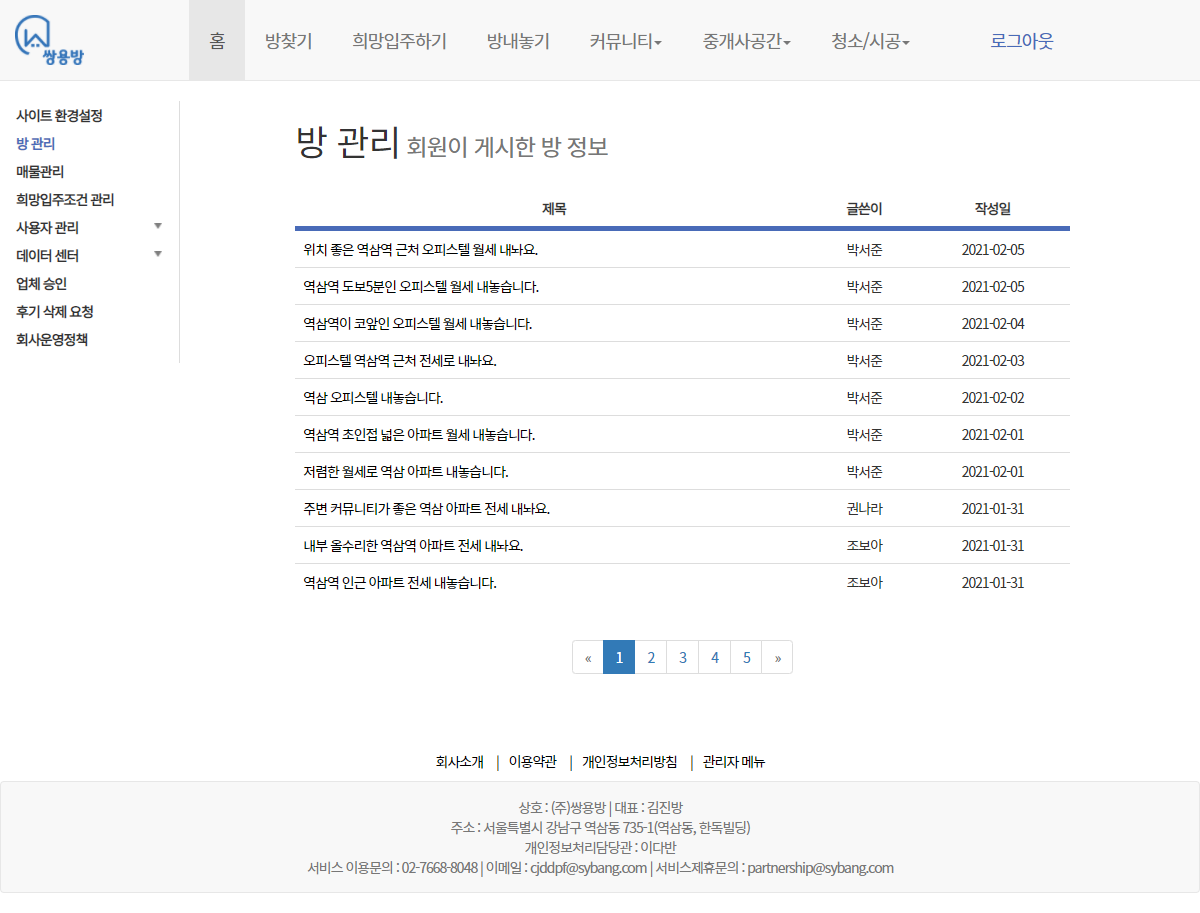 쌍용방
홈 방찾기 희망입주하기 방내놓기 커뮤니티 중개사공간 청소/시공 로그아웃
사이트 환경설정
방 관리
매물관리
희망입주조건 관리
사용자 관리
데이터 센터
업체 승인
후기 삭제 요청
회사운영정책
방 관리 회원이 게시한 방 정보
제목 글쓴이 작성일
위치 좋은 역삼역 근처 오피스텔 월세 내놔요. 박서준 2021-02-05
역삼역 도보5분인 오피스텔 월세 내놓습니다. 박서준 2021-02-05
역삼역이 코앞인 오피스텔 월세 내놓습니다. 박서준 2021-02-04
오피스텔 역삼역 근처 전세로 내놔요. 박서준 2021-02-03
역삼 오피스텔 내놓습니다. 박서준 2021-02-02
역삼역 초인접 넓은 아파트 월세 내놓습니다. 박서준 2021-02-01
저렴한 월세로 역삼 아파트 내놓습니다. 박서준 2021-02-01
주변 커뮤니티가 좋은 역삼 아파트 전세 내놔요. 권나라 2021-01-31
내부 올수리한 역삼역 아파트 전세 내놔요. 조보아 2021-01-31
역삼역 인근 아파트 전세 내놓습니다. 조보아 2021-01-31
« 1 2 3 4 5 »
회사소개 | 이용약관 | 개인정보처리방침 | 관리자 메뉴
상호 : (주)쌍용방 | 대표 : 김진방
주소 : 서울특별시 강남구 역삼동 735-1(역삼동, 한독빌딩)
개인정보처리담당관 : 이다반
서비스 이용문의 : 02-7668-8048 | 이메일 : cjddpf@sybang.com | 서비스제휴문의 : partnership@sybang.com